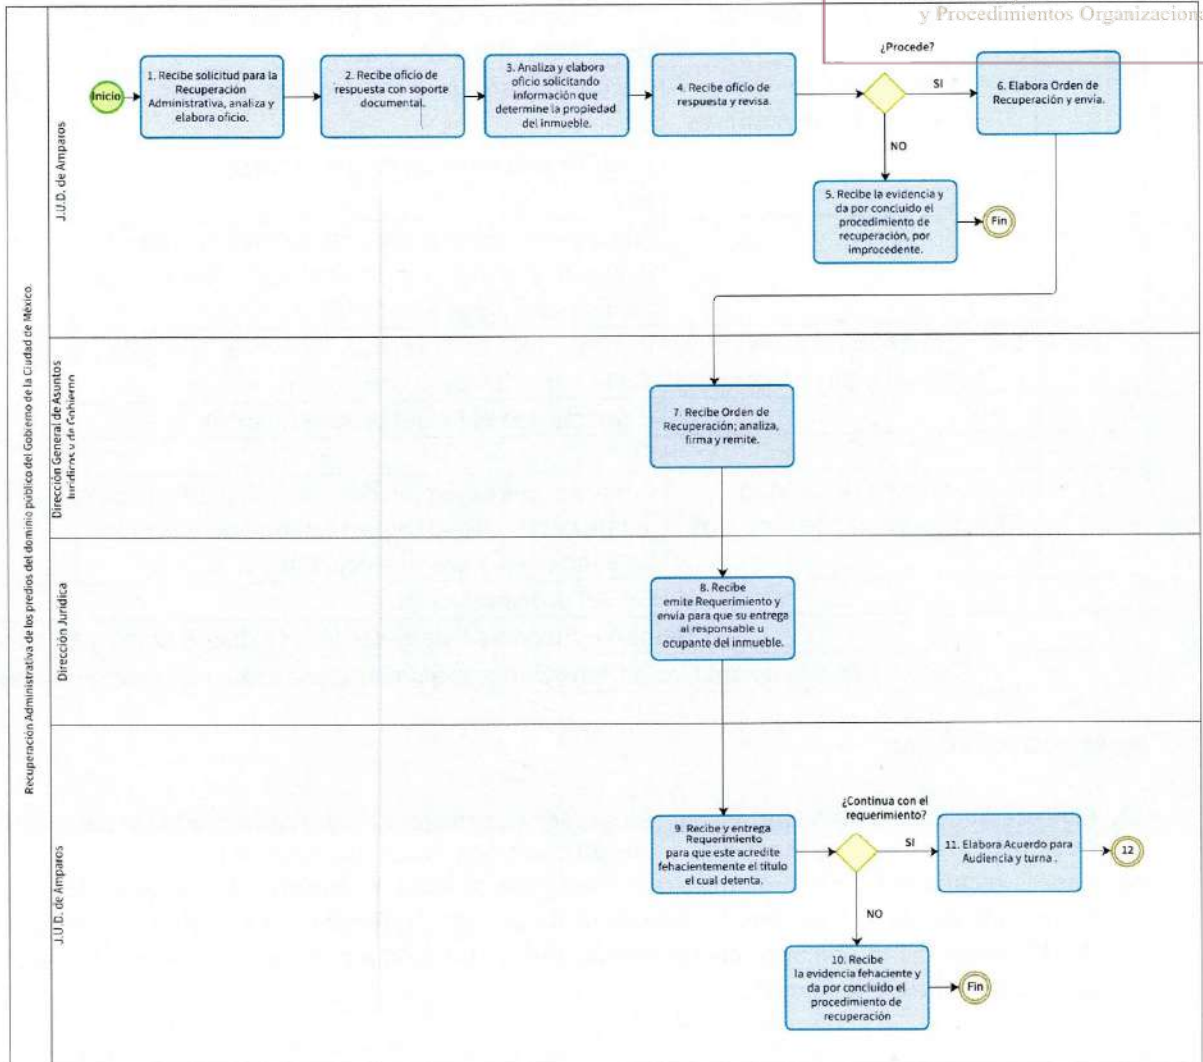 y Procedimientos Organizacion
Recuperación Administrativa de los predios del dominio público del Gobierno de la Ciudad de México.
J.U.D. de Amparos
Inicio
1. Recibe solicitud para la
Recuperación
Administrativa, analiza y
elabora oficio.
2. Recibe oficio de
respuesta con soporte
documental.
3. Analiza y elabora
oficio solicitando
información que
determine la propiedad
del inmueble.
4. Recibe oficio de
respuesta y revisa.
¿Procede?
SI
6. Elabora Orden de
Recuperación y envía.
NO
5. Recibe la evidencia y
da por concluido el
procedimiento de
recuperación, por
improcedente.
Fin
Dirección General de Asuntos
Jurídicos y de Gobierno
7. Recibe Orden de
Recuperación; analiza,
firma y remite.
Dirección Jurídica
8. Recibe
emite Requerimiento y
envía para que su entrega
al responsable u
ocupante del inmueble.
J.U.D. de Amparos
9. Recibe y entrega
Requerimiento
para que este acredite
fehacientemente el título
el cual detenta.
¿Continua con el
requerimiento?
SI
11. Elabora Acuerdo para
Audiencia y turna .
12
NO
10. Recibe
la evidencia fehaciente y
da por concluido el
procedimiento de
recuperación
Fin